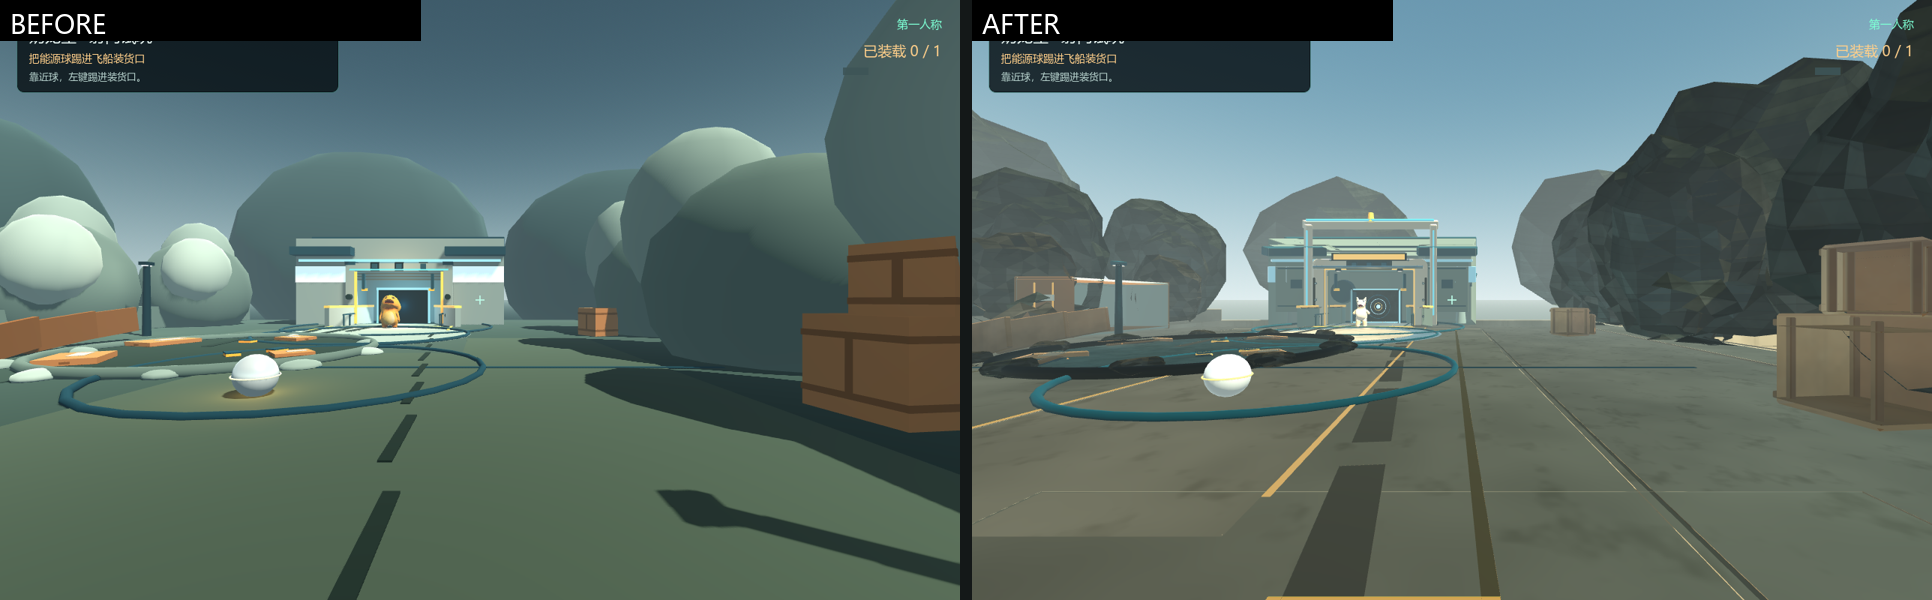 BEFORE
第一人称
已装载 0 / 1
把能源球踢进飞船装货口
靠近球，左键踢进装货口。
AFTER
第一人称
已装载 0 / 1
把能源球踢进飞船装货口
靠近球，左键踢进装货口。